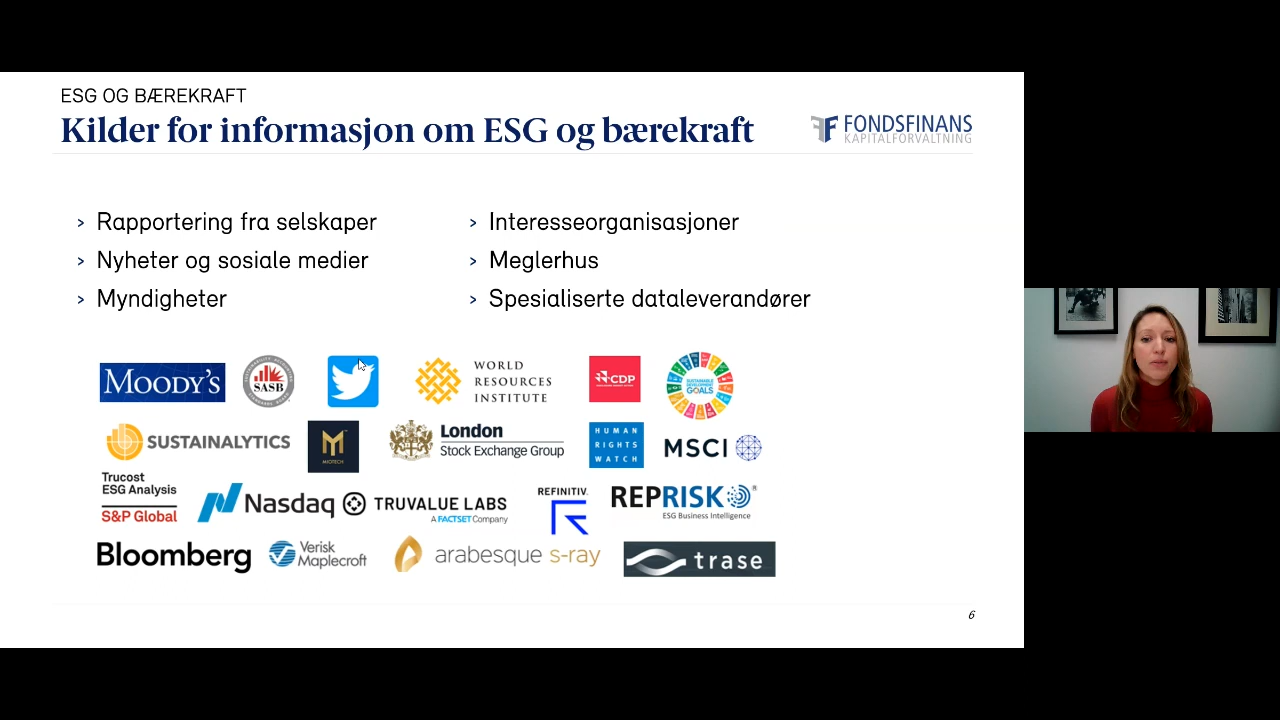 ESG OG BÆREKRAFT
Kilder for informasjon om ESG og bærekraft
FONDSFINANS
KAPITALFORVALTNING
› Rapportering fra selskaper
› Nyheter og sosiale medier
› Myndigheter
› Interesseorganisasjoner
› Meglerhus
› Spesialiserte dataleverandører
MOODY'S
SASB
WORLD
RESOURCES
INSTITUTE
CDP
SUSTAINABLE
DEVELOPMENT
GOALS
SUSTAINALYTICS
MIOTECH
London
Stock Exchange Group
HUMAN
RIGHTS
WATCH
MSCI
Trucost
ESG Analysis
S&P Global
Nasdaq
TRUVALUE LABS
A FACTSET Company
REFINITIV
REPRISK®
ESG Business Intelligence
Bloomberg
Verisk
Maplecroft
arabesque s-ray
trase
6